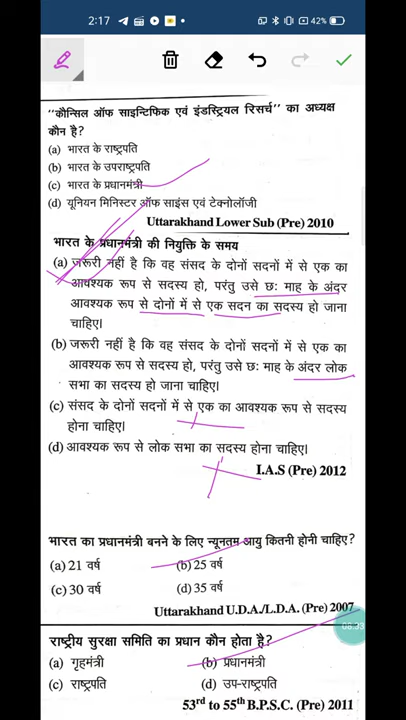 2:17
42%
"कौन्सिल ऑफ साइन्टिफिक एवं इंडस्ट्रियल रिसर्च" का अध्यक्ष
कौन है?
(a) भारत के राष्ट्रपति
(b) भारत के उपराष्ट्रपति
(c) भारत के प्रधानमंत्री
(d) यूनियन मिनिस्टर ऑफ साइंस एवं टेक्नोलॉजी
Uttarakhand Lower Sub (Pre) 2010
भारत के प्रधानमंत्री की नियुक्ति के समय
(a) जरूरी नहीं है कि वह संसद के दोनों सदनों में से एक का
आवश्यक रूप से सदस्य हो, परंतु उसे छः माह के अंदर
आवश्यक रूप से दोनों में से एक सदन का सदस्य हो जाना
चाहिए।
(b) जरूरी नहीं है कि वह संसद के दोनों सदनों में से एक का
आवश्यक रूप से सदस्य हो, परंतु उसे छः माह के अंदर लोक
सभा का सदस्य हो जाना चाहिए।
(c) संसद के दोनों सदनों में से एक का आवश्यक रूप से सदस्य
होना चाहिए।
(d) आवश्यक रूप से लोक सभा का सदस्य होना चाहिए।
I.A.S (Pre) 2012
भारत का प्रधानमंत्री बनने के लिए न्यूनतम आयु कितनी होनी चाहिए?
(a) 21 वर्ष (b) 25 वर्ष
(c) 30 वर्ष (d) 35 वर्ष
Uttarakhand U.D.A./L.D.A. (Pre) 2007
राष्ट्रीय सुरक्षा समिति का प्रधान कौन होता है?
(a) गृहमंत्री (b) प्रधानमंत्री
(c) राष्ट्रपति (d) उप-राष्ट्रपति
53rd to 55th B.P.S.C. (Pre) 2011